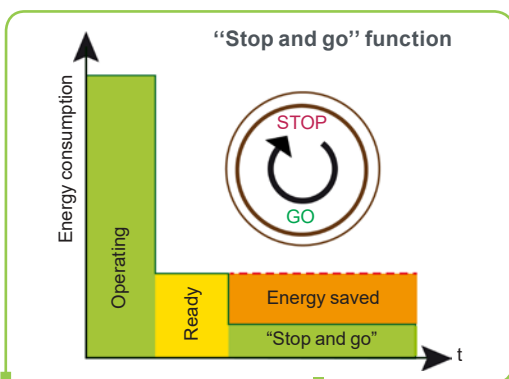 “Stop and go” function
Energy consumption
STOP
GO
Operating
Ready
Energy saved
“Stop and go”
t